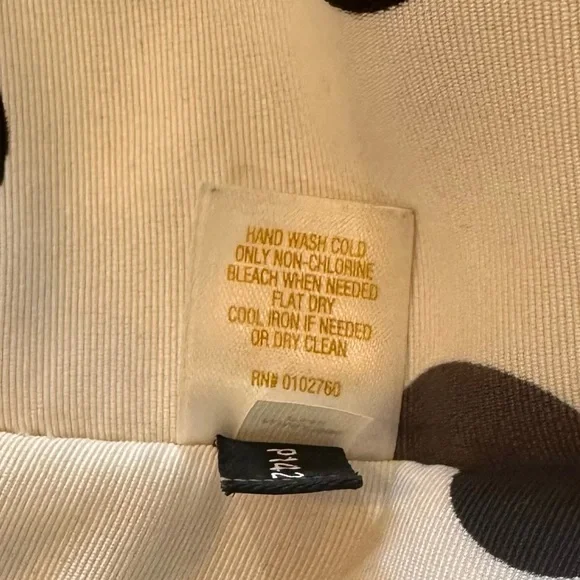 HAND WASH COLD
ONLY NON-CHLORINE
BLEACH WHEN NEEDED
FLAT DRY
COOL IRON IF NEEDED
OR DRY CLEAN
RN# 0102760
P142